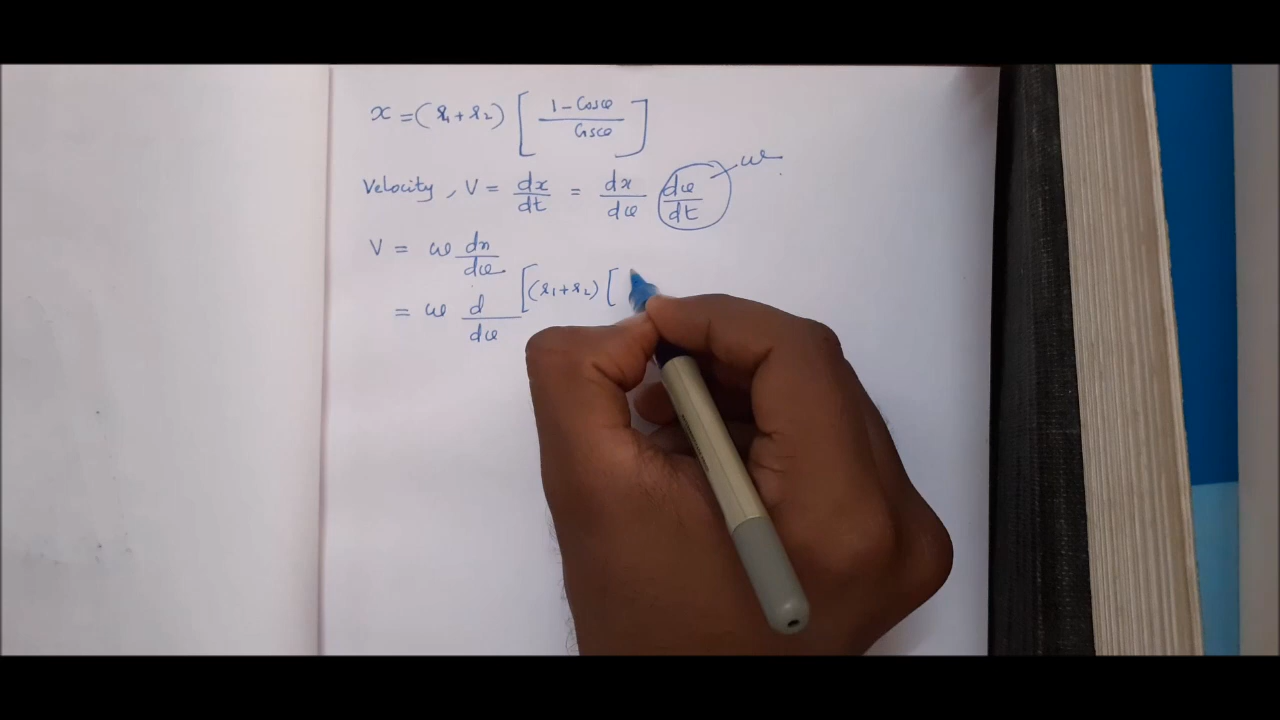 x = (r₁ + r₂) [ (1 - Cosθ) / Cosθ ]
Velocity, V = dx/dt = dx/dθ dθ/dt ω
V = ω dx/dθ
= ω d/dθ [ (r₁+r₂) [